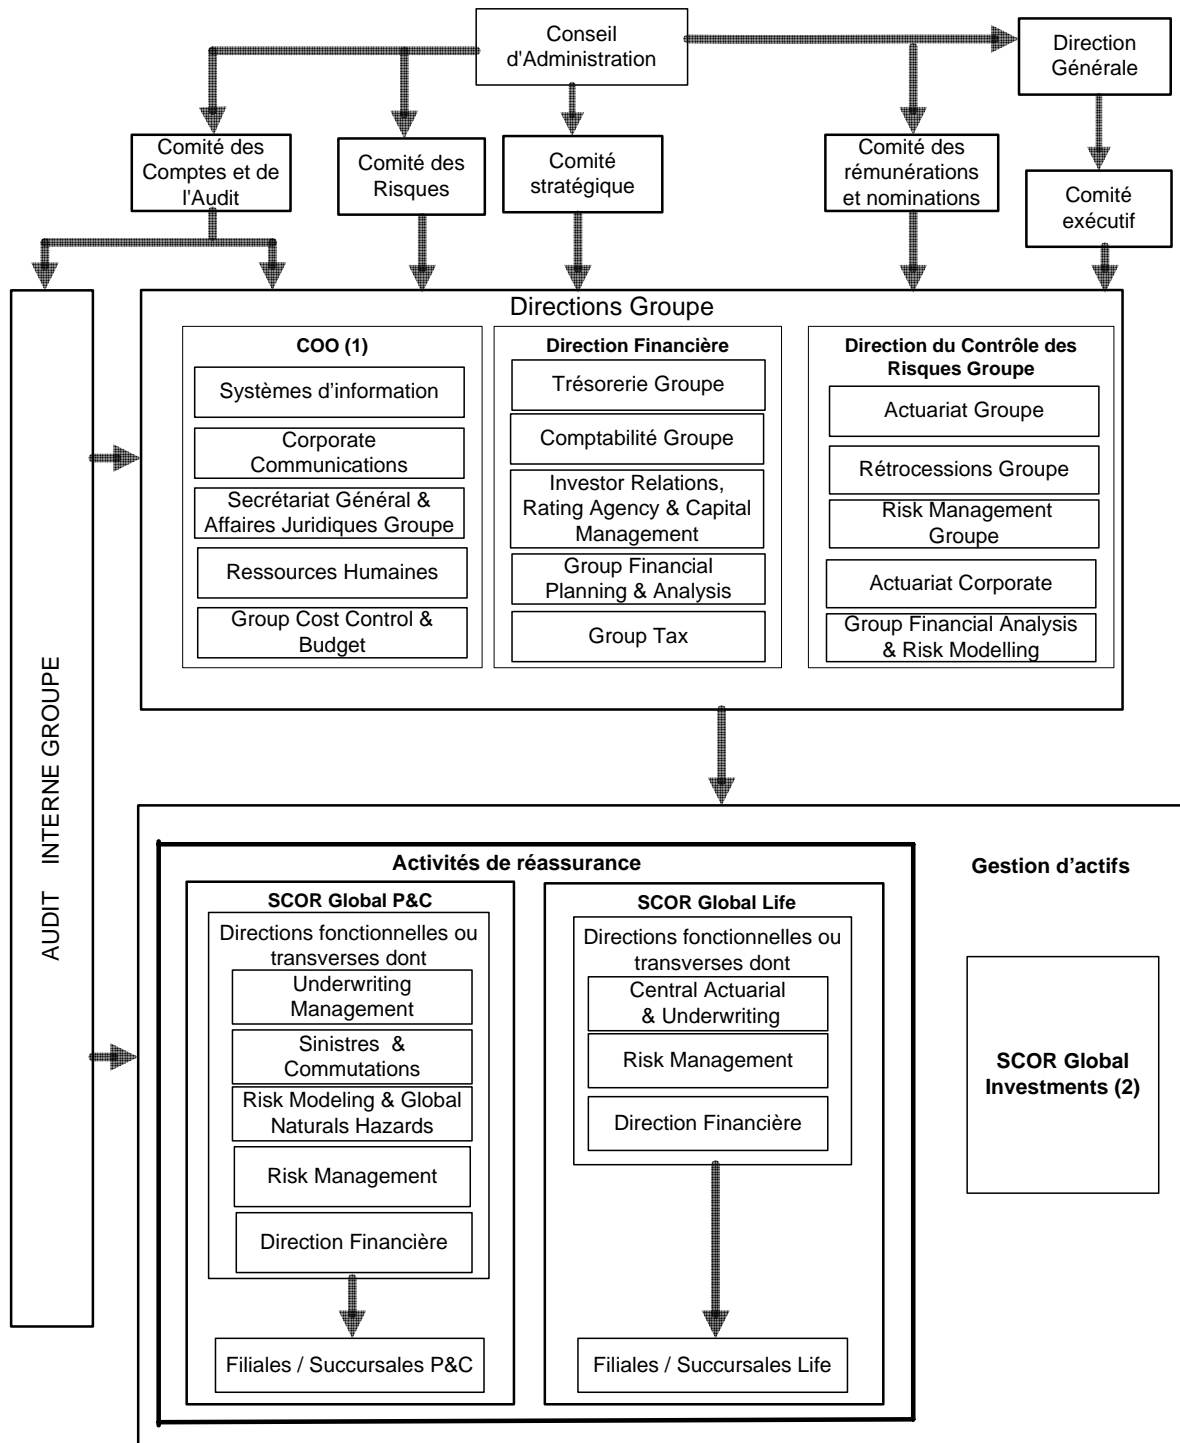 Conseil
d'Administration
Direction
Générale
Comité des
Comptes et de
l'Audit
Comité des
Risques
Comité
stratégique
Comité des
rémunérations
et nominations
Comité
exécutif
AUDIT INTERNE GROUPE
Directions Groupe
COO (1)
Systèmes d'information
Corporate
Communications
Secrétariat Général &
Affaires Juridiques Groupe
Ressources Humaines
Group Cost Control &
Budget
Direction Financière
Trésorerie Groupe
Comptabilité Groupe
Investor Relations,
Rating Agency & Capital
Management
Group Financial
Planning & Analysis
Group Tax
Direction du Contrôle des
Risques Groupe
Actuariat Groupe
Rétrocessions Groupe
Risk Management
Groupe
Actuariat Corporate
Group Financial Analysis
& Risk Modelling
Activités de réassurance
SCOR Global P&C
Directions fonctionnelles ou
transverses dont
Underwriting
Management
Sinistres &
Commutations
Risk Modeling & Global
Naturals Hazards
Risk Management
Direction Financière
Filiales / Succursales P&C
SCOR Global Life
Directions fonctionnelles ou
transverses dont
Central Actuarial
& Underwriting
Risk Management
Direction Financière
Filiales / Succursales Life
Gestion d'actifs
SCOR Global
Investments (2)